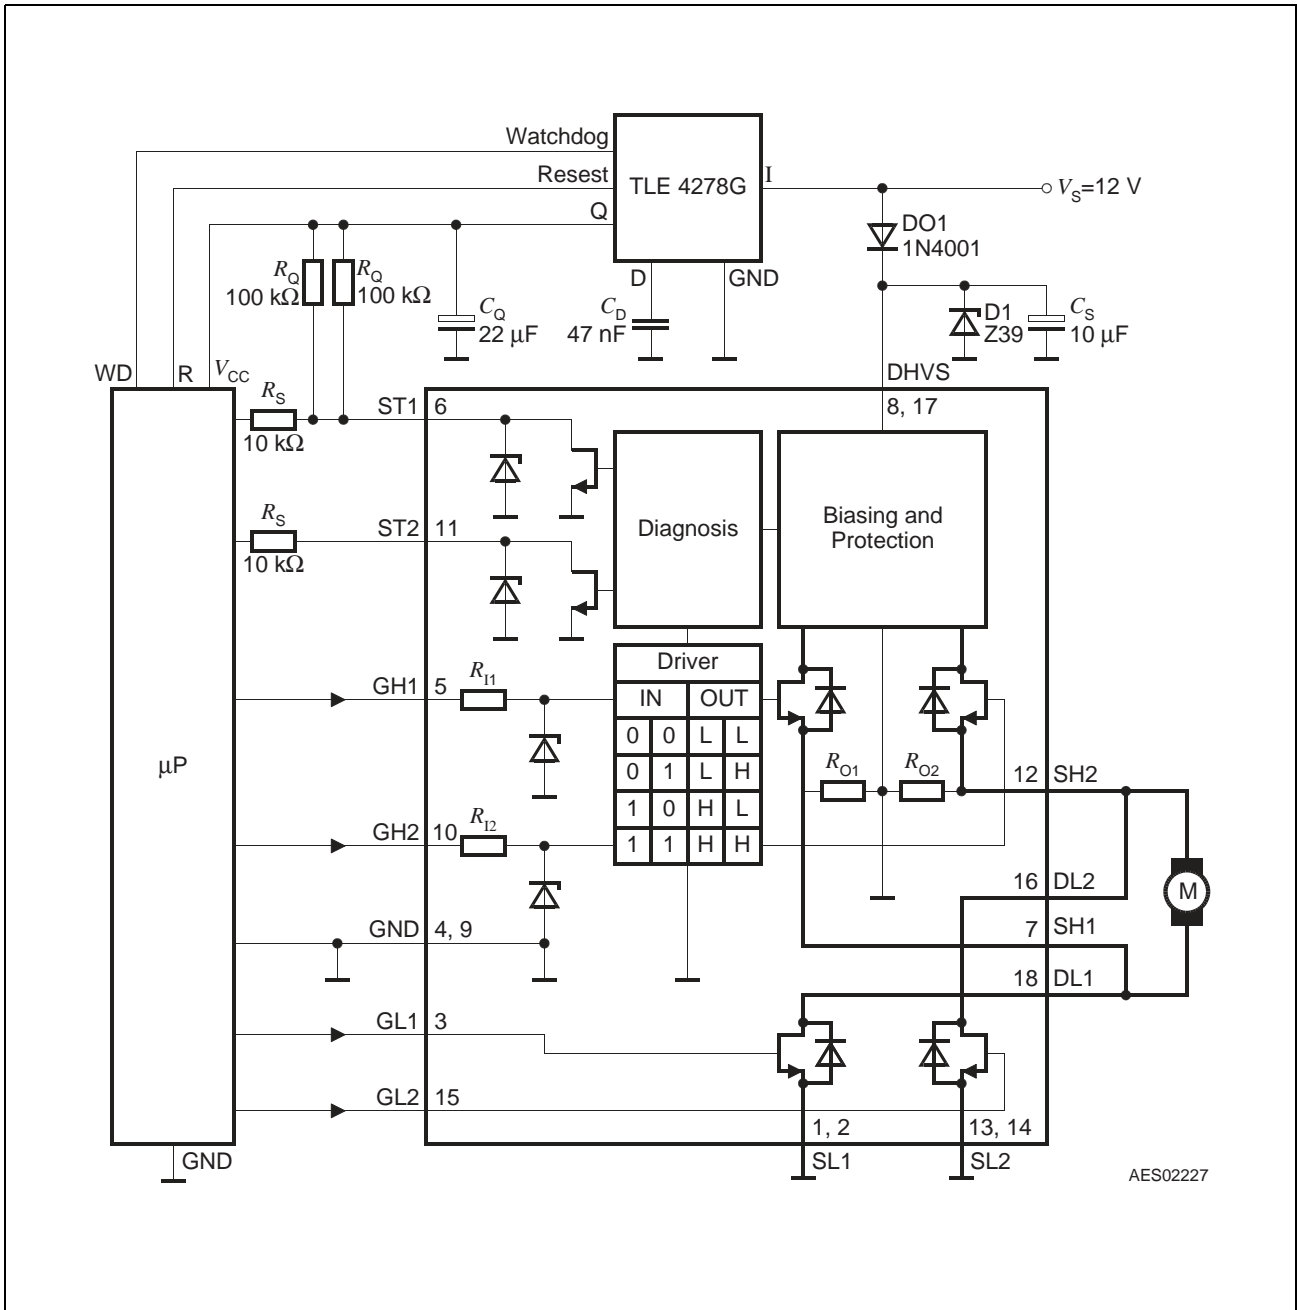 Watchdog
Resest
TLE 4278G
I
V_S=12 V
Q
DO1
1N4001
R_Q
100 kΩ
R_Q
100 kΩ
D
GND
C_Q
22 μF
C_D
47 nF
D1
Z39
C_S
10 μF
WD
R
V_CC
DHVS
8, 17
R_S
10 kΩ
ST1
6
R_S
10 kΩ
ST2
11
Diagnosis
Biasing and
Protection
Driver
IN OUT
0 0 L L
0 1 L H
1 0 H L
1 1 H H
GH1
5
R_I1
μP
R_O1
R_O2
12
SH2
GH2
10
R_I2
16
DL2
M
GND
4, 9
7
SH1
18
DL1
GL1
3
GL2
15
1, 2
13, 14
GND
SL1
SL2
AES02227